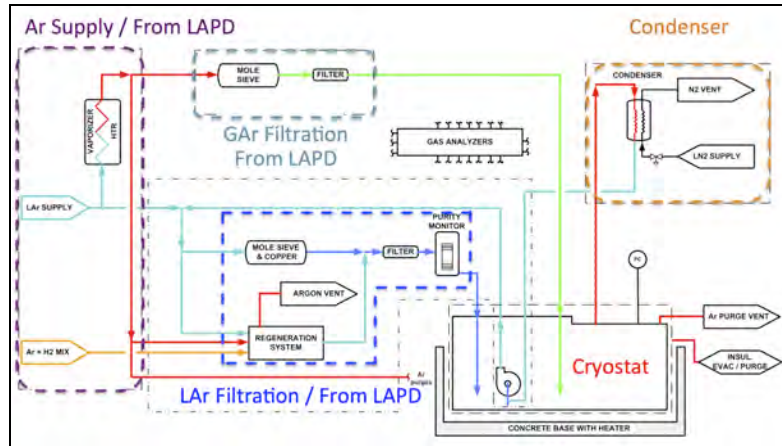 Ar Supply / From LAPD
Condenser
MOLE
SIEVE
FILTER
CONDENSER
N2 VENT
VAPORIZER
HTR
GAr Filtration
From LAPD
GAS ANALYZERS
LN2 SUPPLY
LAr SUPPLY
PURITY
MONITOR
MOLE SIEVE
& COPPER
FILTER
ARGON VENT
PC
REGENERATION
SYSTEM
Ar PURGE VENT
Ar + H2 MIX
Ar
purges
Cryostat
INSUL.
EVAC / PURGE
LAr Filtration / From LAPD
CONCRETE BASE WITH HEATER